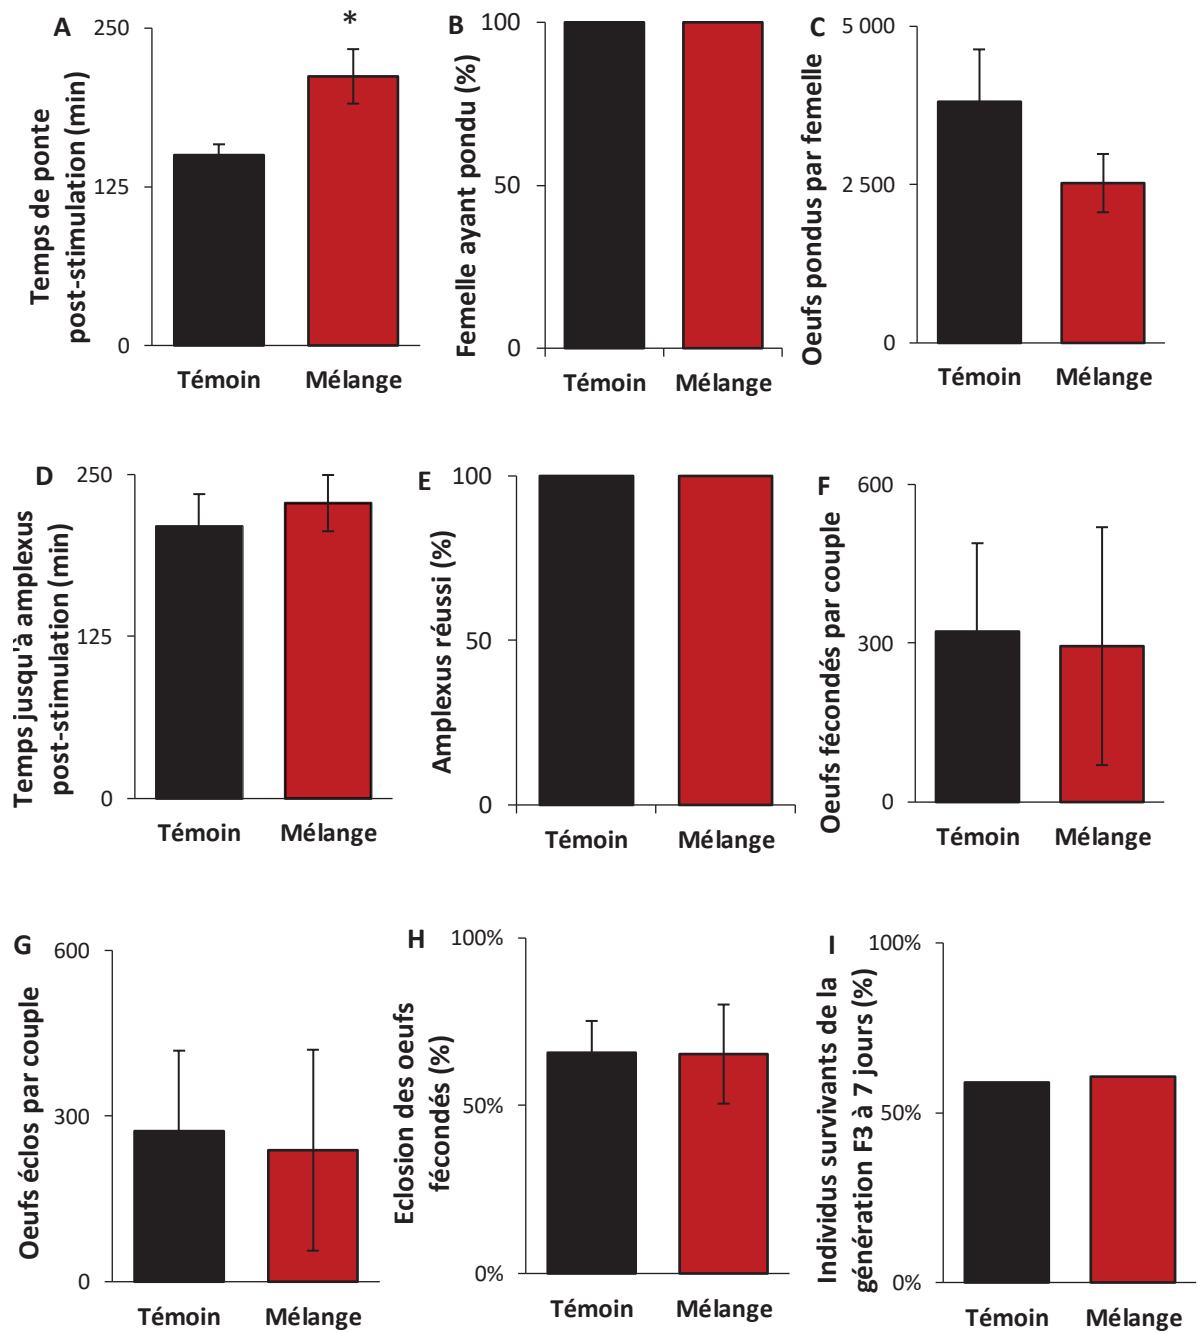 A
Temps de ponte
post-stimulation (min)
250
125
0
*
Témoin
Mélange
B
Femelle ayant pondu (%)
100
50
0
Témoin
Mélange
C
Oeufs pondus par femelle
5 000
2 500
0
Témoin
Mélange
D
Temps jusqu'à amplexus
post-stimulation (min)
250
125
0
Témoin
Mélange
E
Amplexus réussi (%)
100
50
0
Témoin
Mélange
F
Oeufs fécondés par couple
600
300
0
Témoin
Mélange
G
Oeufs éclos par couple
600
300
0
Témoin
Mélange
H
Eclosion des oeufs
fécondés (%)
100%
50%
0%
Témoin
Mélange
I
Individus survivants de la
génération F3 à 7 jours (%)
100%
50%
0%
Témoin
Mélange